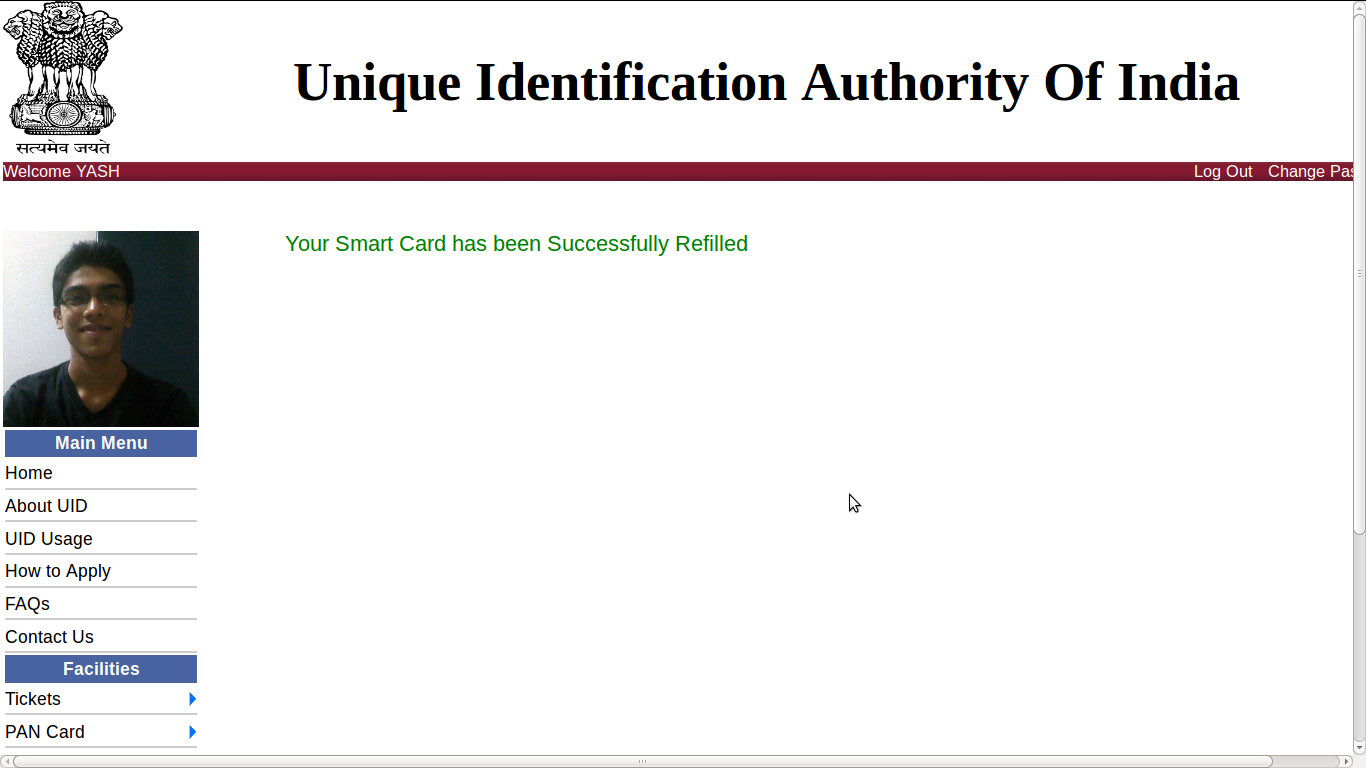 सत्यमेव जयते
Unique Identification Authority Of India
Welcome YASH
Log Out Change Pas
Your Smart Card has been Successfully Refilled
Main Menu
Home
About UID
UID Usage
How to Apply
FAQs
Contact Us
Facilities
Tickets
PAN Card